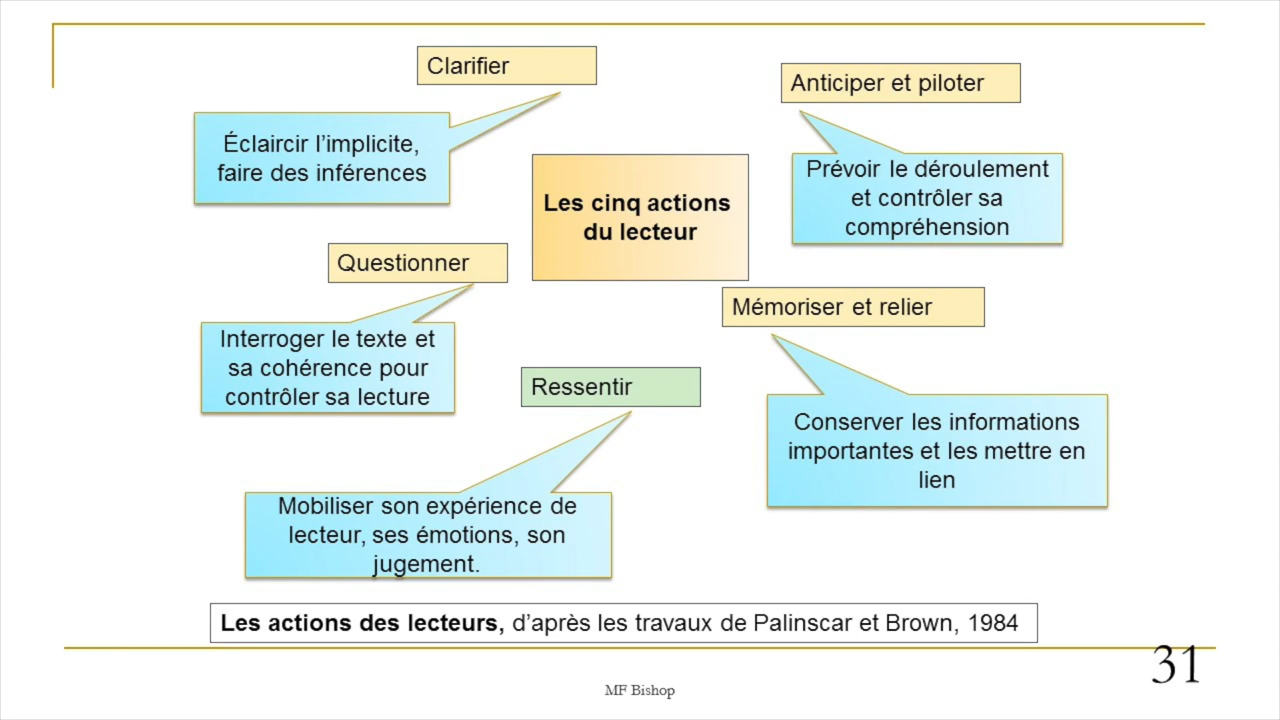 Clarifier
Anticiper et piloter
Éclaircir l’implicite,
faire des inférences
Prévoir le déroulement
et contrôler sa
compréhension
Les cinq actions
du lecteur
Questionner
Mémoriser et relier
Interroger le texte et
sa cohérence pour
contrôler sa lecture
Ressentir
Conserver les informations
importantes et les mettre en
lien
Mobiliser son expérience de
lecteur, ses émotions, son
jugement.
Les actions des lecteurs, d’après les travaux de Palinscar et Brown, 1984
31
MF Bishop